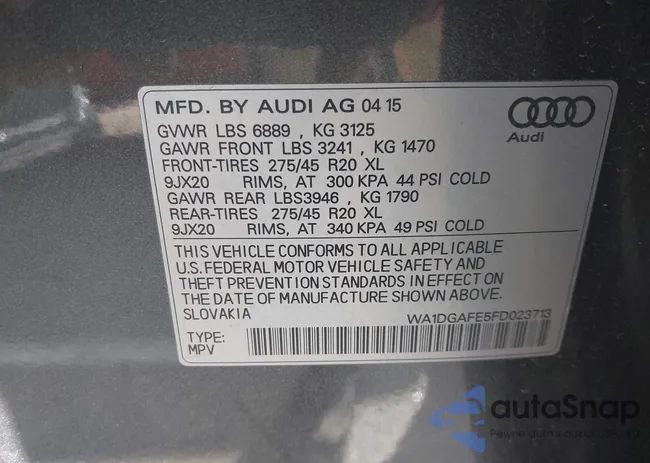 MFD. BY AUDI AG 04 15
Audi
GVWR LBS 6889 , KG 3125
GAWR FRONT LBS 3241 , KG 1470
FRONT-TIRES 275/45 R20 XL
9JX20 RIMS, AT 300 KPA 44 PSI COLD
GAWR REAR LBS3946 , KG 1790
REAR-TIRES 275/45 R20 XL
9JX20 RIMS, AT 340 KPA 49 PSI COLD
THIS VEHICLE CONFORMS TO ALL APPLICABLE
U.S. FEDERAL MOTOR VEHICLE SAFETY AND
THEFT PREVENTION STANDARDS IN EFFECT ON
THE DATE OF MANUFACTURE SHOWN ABOVE.
SLOVAKIA WA1DGAFE5FD023713
TYPE:
MPV
autaSnap
Pewne auta z